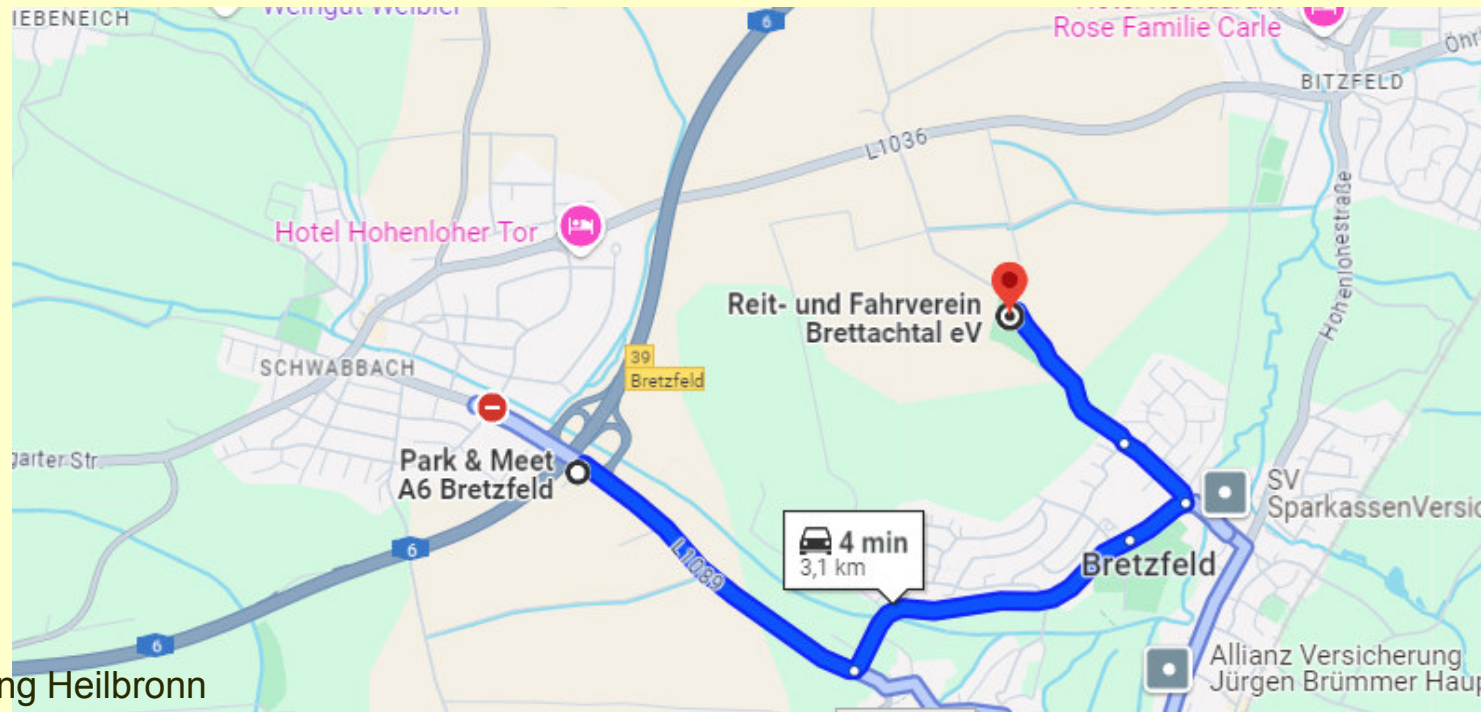 IEBENEICH
Weingut Weibler
6
Rose Familie Carle
Öhr
BITZFELD
L1036
Hotel Hohenloher Tor
Hohenlohestraße
Reit- und Fahrverein
Brettachtal eV
39
Bretzfeld
SCHWABBACH
garter Str.
Park & Meet
A6 Bretzfeld
SV
SparkassenVersic
4 min
3,1 km
6
L1089
Bretzfeld
6
Allianz Versicherung
Jürgen Brümmer Haup
ng Heilbronn